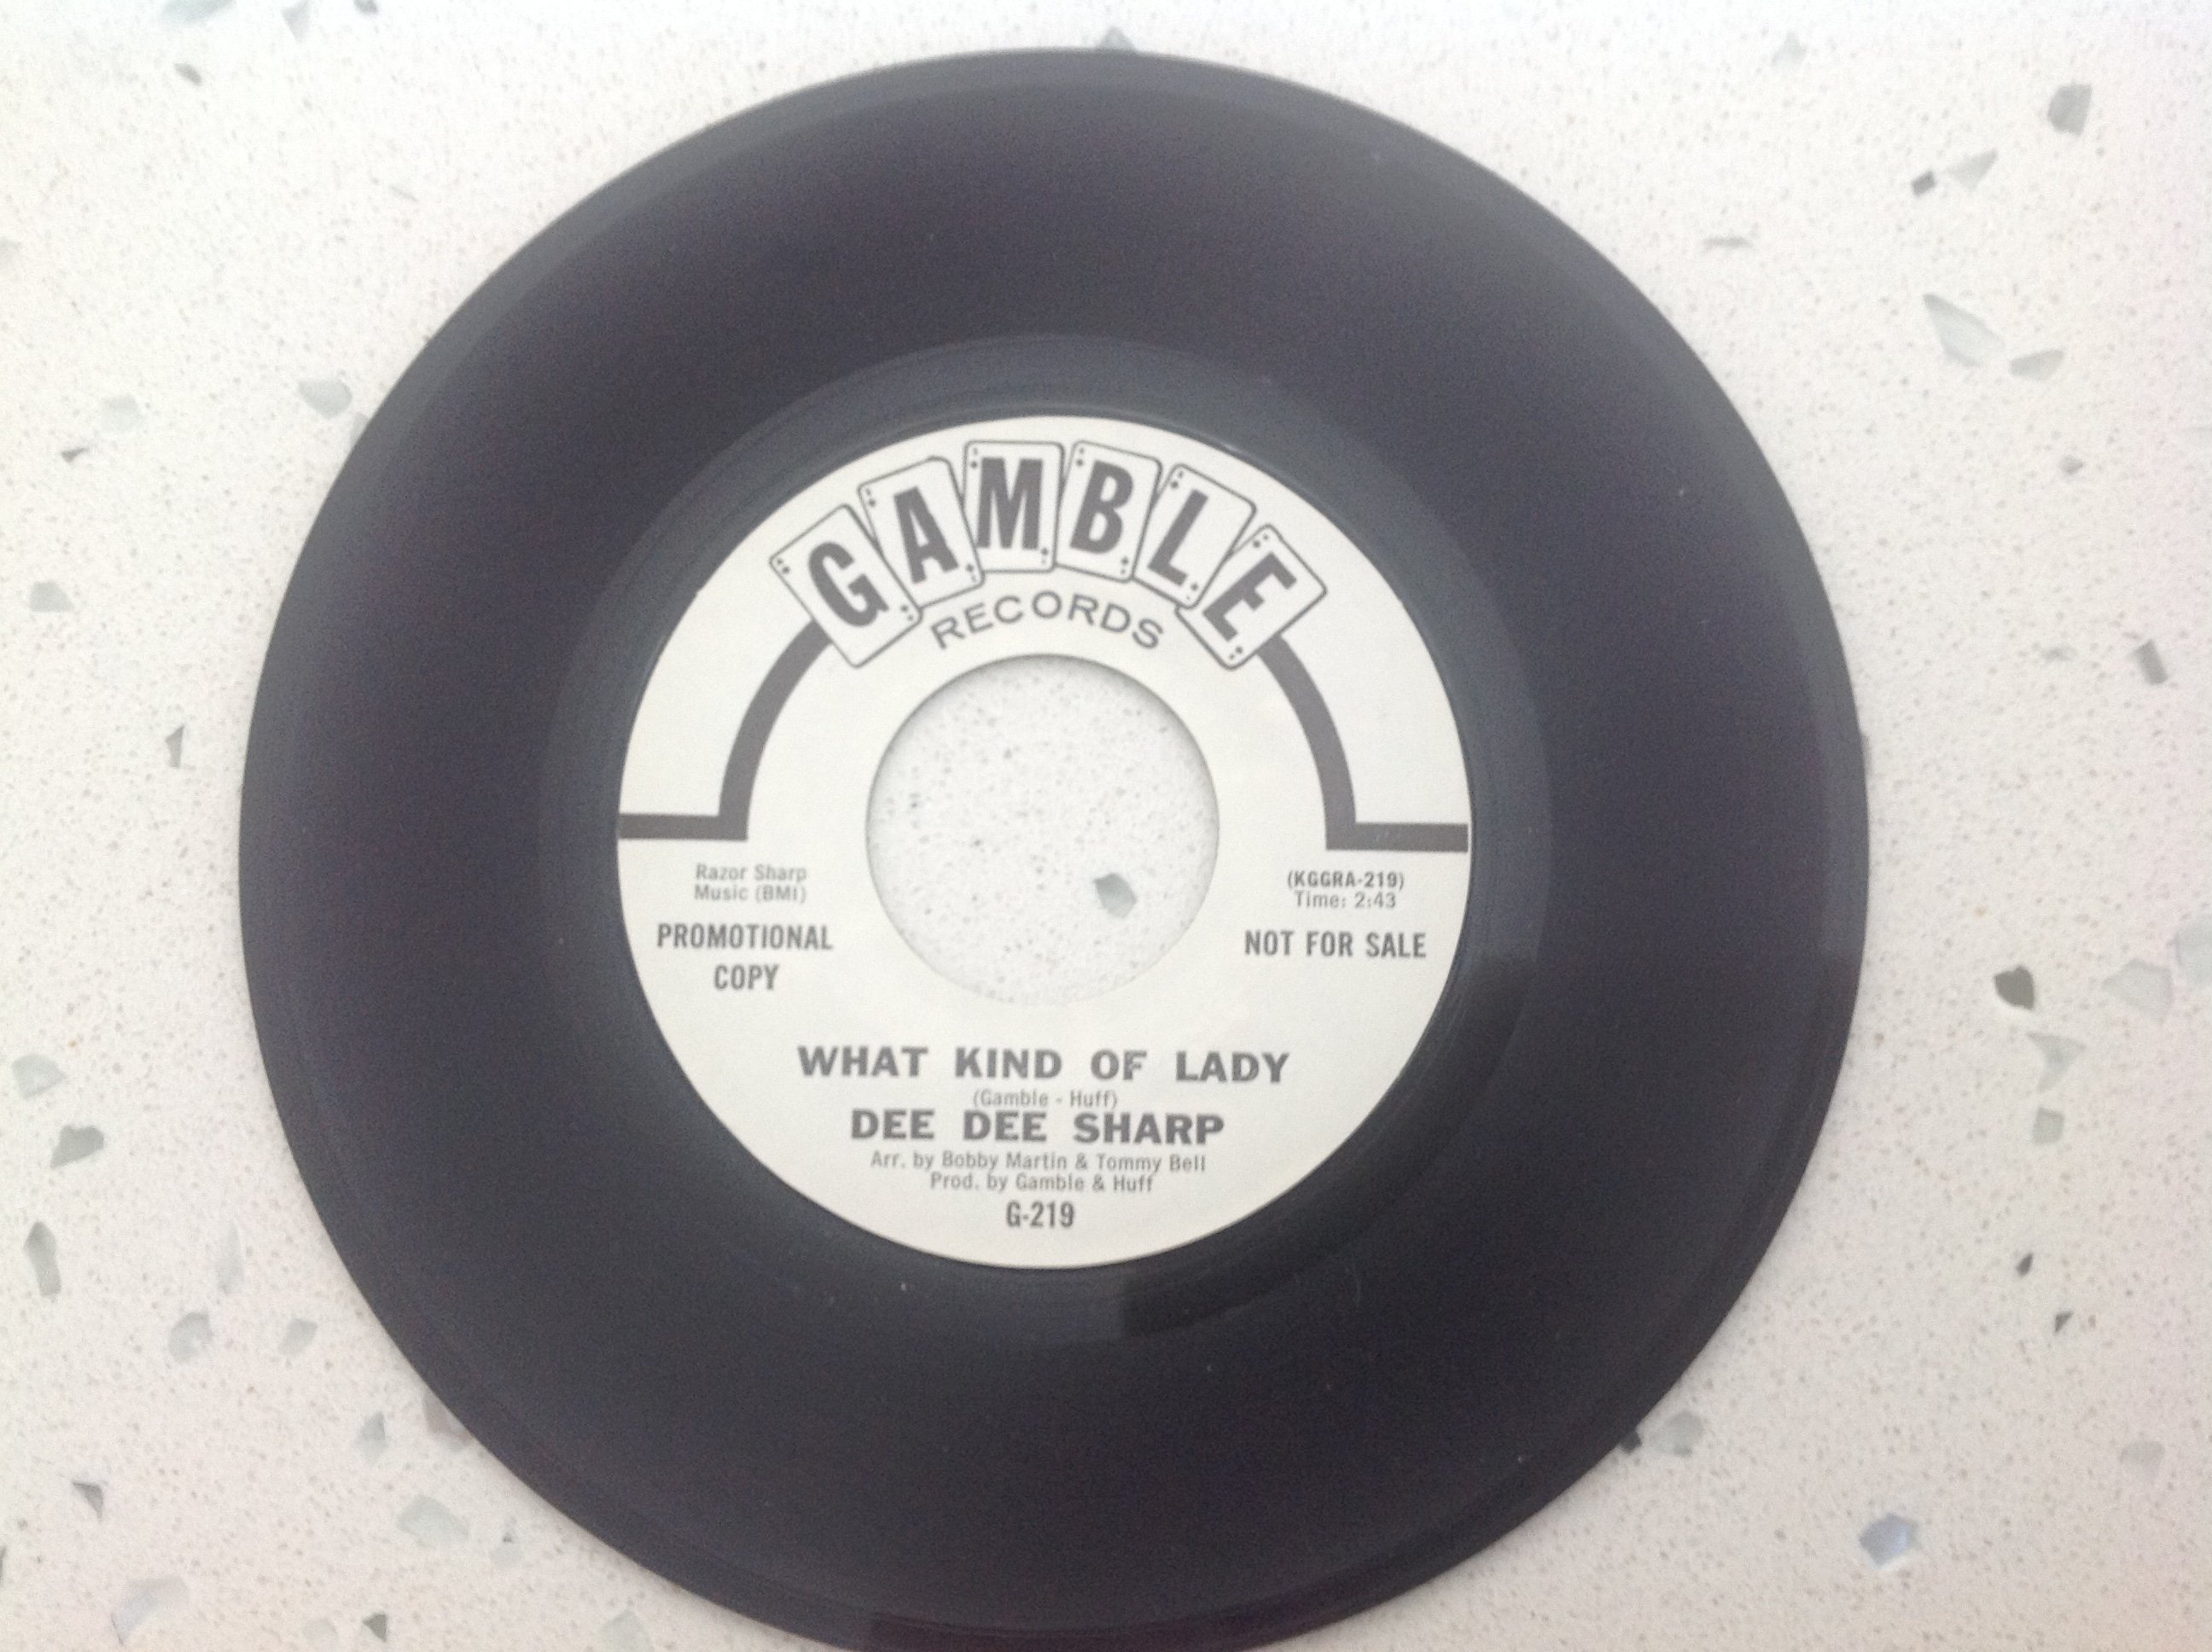 GAMBLE
RECORDS
Razor Sharp
Music (BMI)
PROMOTIONAL
COPY
(KGGRA-219)
Time: 2:43
NOT FOR SALE
WHAT KIND OF LADY
(Gamble - Huff)
DEE DEE SHARP
Arr. by Bobby Martin & Tommy Bell
Prod. by Gamble & Huff
G-219